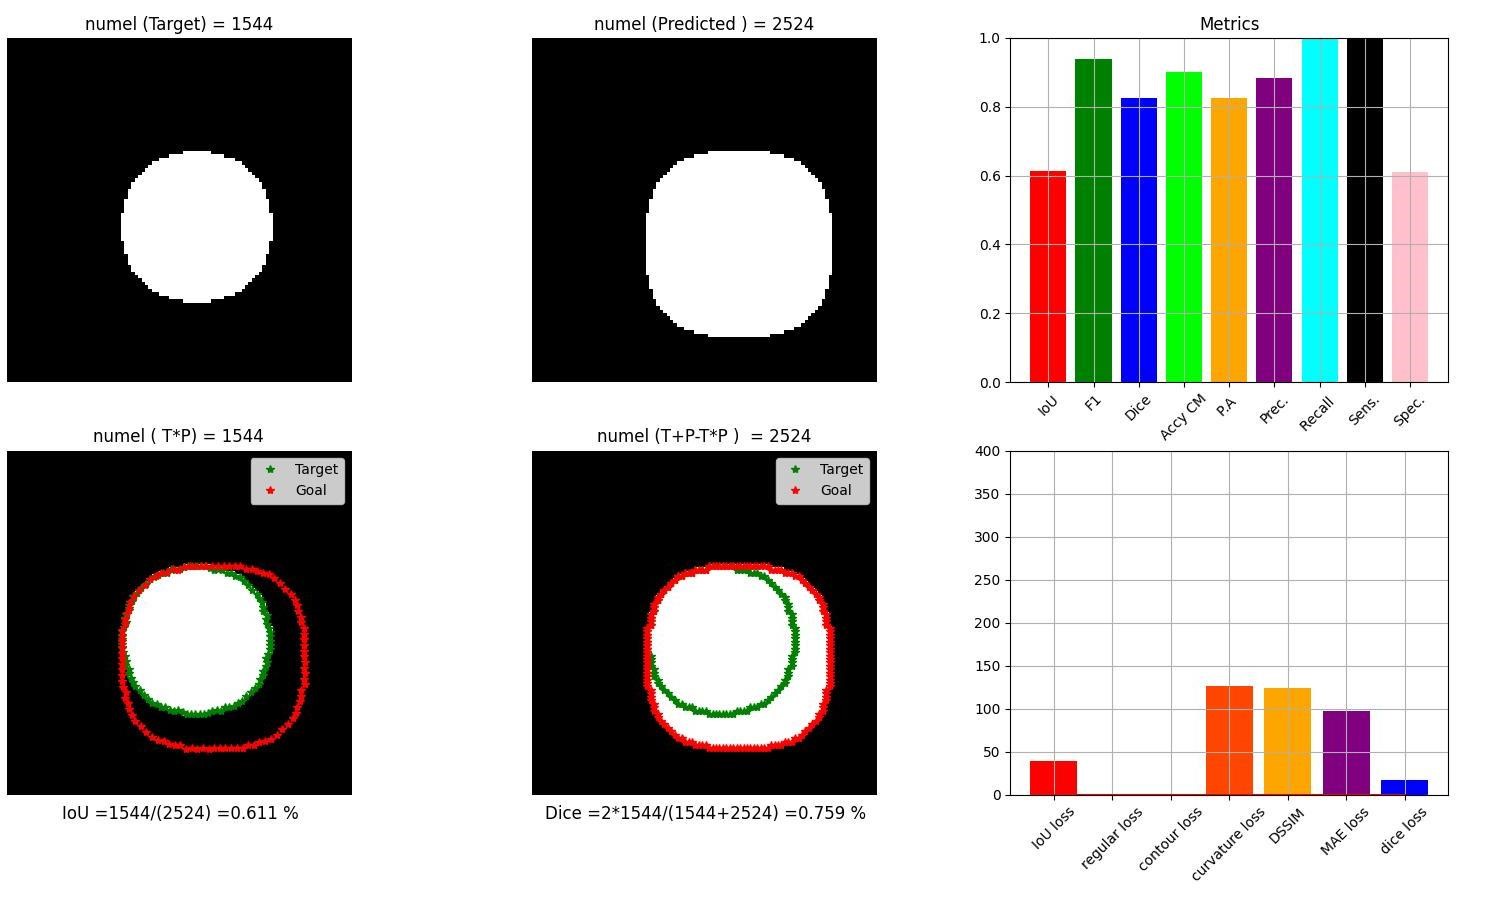 numel (Target) = 1544
numel (Predicted ) = 2524
Metrics
1.0
0.8
0.6
0.4
0.2
0.0
IoU
F1
Dice
Accy CM
P.A
Prec.
Recall
Sens.
Spec.
numel ( T*P) = 1544
Target
Goal
IoU =1544/(2524) =0.611 %
numel (T+P-T*P )  = 2524
Target
Goal
Dice =2*1544/(1544+2524) =0.759 %
400
350
300
250
200
150
100
50
0
IoU loss
regular loss
contour loss
curvature loss
DSSIM
MAE loss
dice loss